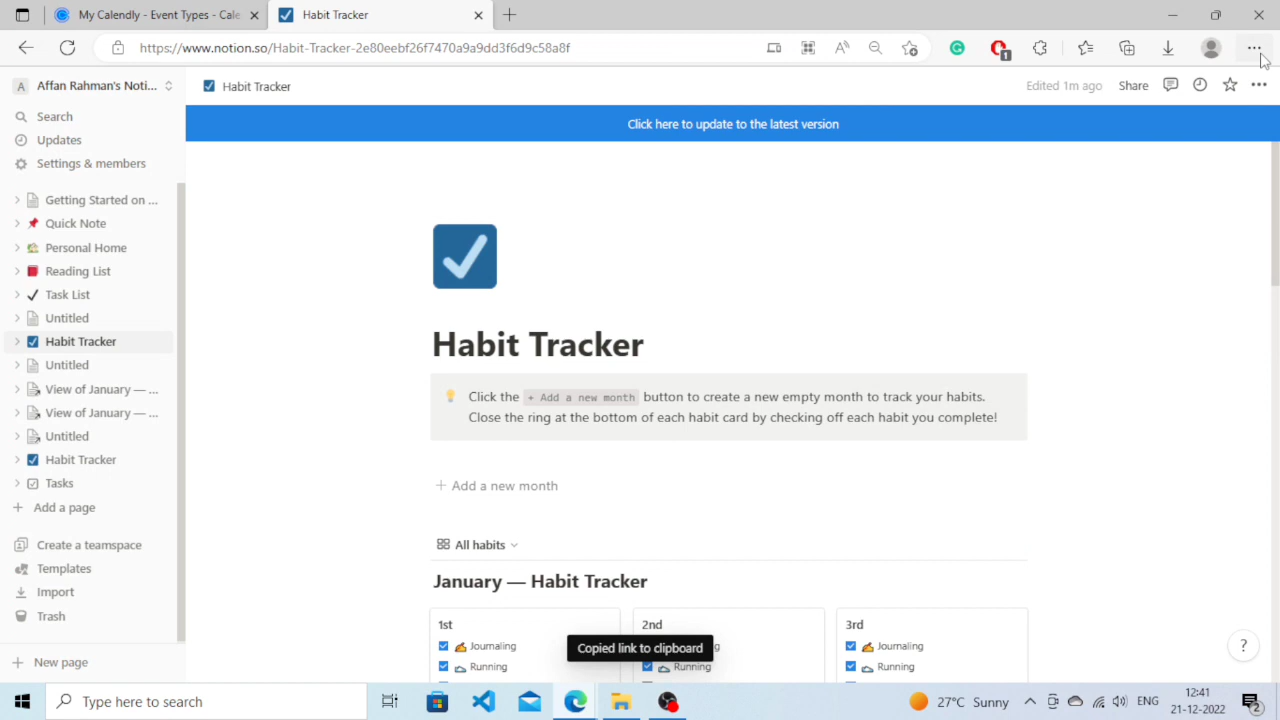 My Calendly - Event Types - Cale
Habit Tracker
https://www.notion.so/Habit-Tracker-2e80eebf26f7470a9a9dd3f6d9c58a8f
1
A Affan Rahman's Noti...
Habit Tracker
Edited 1m ago
Share
Click here to update to the latest version
Search
Updates
Settings & members
Getting Started on ...
Quick Note
Personal Home
Reading List
Task List
Untitled
Habit Tracker
Untitled
View of January — ...
View of January — ...
Untitled
Habit Tracker
Tasks
Add a page
Create a teamspace
Templates
Import
Trash
New page
Habit Tracker
Click the + Add a new month button to create a new empty month to track your habits.
Close the ring at the bottom of each habit card by checking off each habit you complete!
+ Add a new month
All habits
January — Habit Tracker
1st
Journaling
Running
2nd
Running
3rd
Journaling
Running
Copied link to clipboard
?
Type here to search
27°C Sunny
ENG
12:41
21-12-2022
2